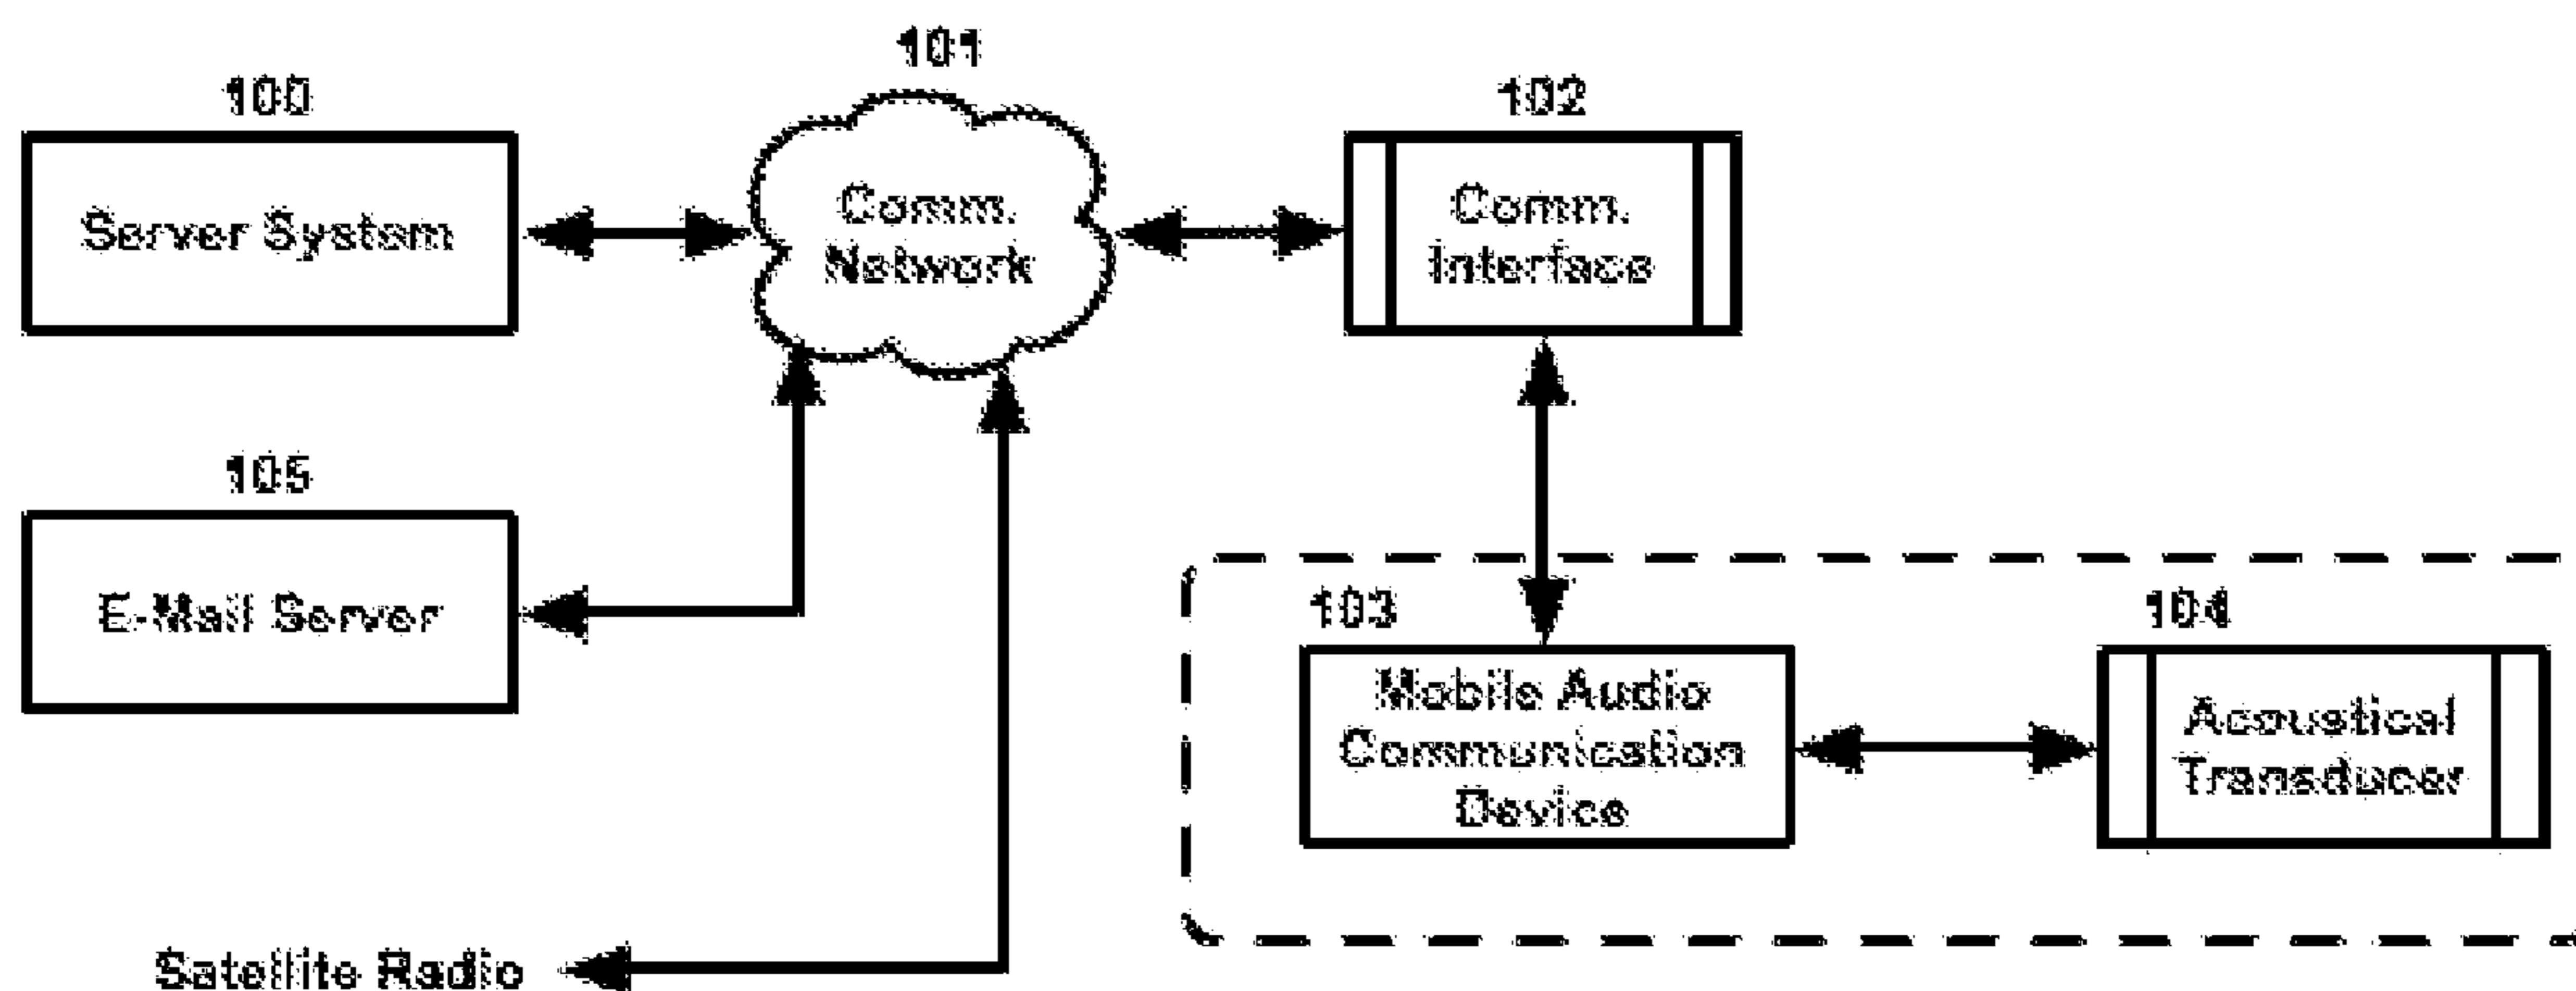 101
100
102
Server System
Comm.
Network
Comm.
Interface
105
E-Mail Server
103
104
Mobile Audio
Communication
Device
Acoustical
Transducer
Satellite Radio